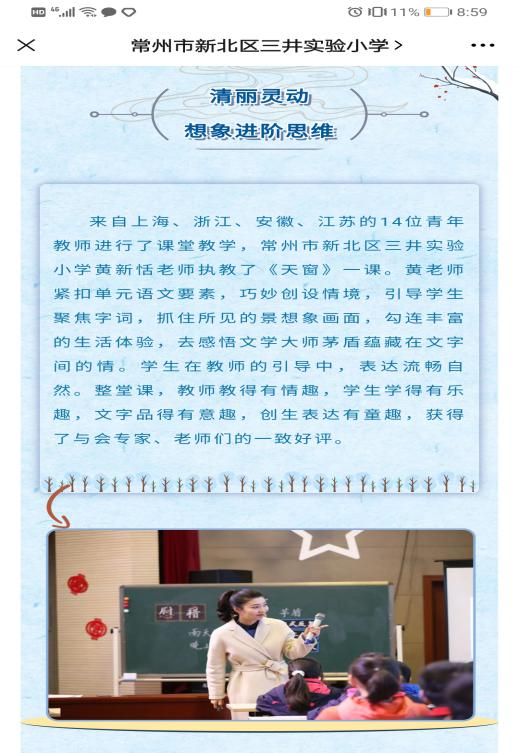 HD 4G 11% 8:59
常州市新北区三井实验小学 >
清丽灵动
想象进阶思维
来自上海、浙江、安徽、江苏的14位青年
教师进行了课堂教学，常州市新北区三井实验
小学黄新恬老师执教了《天窗》一课。黄老师
紧扣单元语文要素，巧妙创设情境，引导学生
聚焦字词，抓住所见的景想象画面，勾连丰富
的生活体验，去感悟文学大师茅盾蕴藏在文字
间的情。学生在教师的引导中，表达流畅自
然。整堂课，教师教得有情趣，学生学得有乐
趣，文字品得有意趣，创生表达有童趣，获得
了与会专家、老师们的一致好评。
慰藉
茅盾